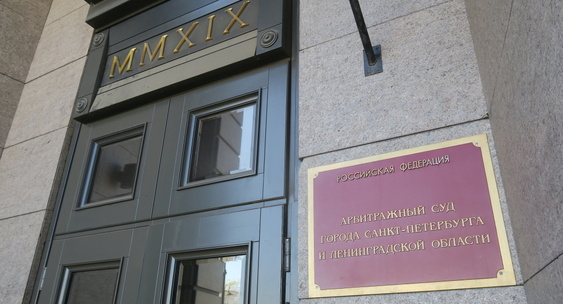 MMXIX
РОССИЙСКАЯ ФЕДЕРАЦИЯ
АРБИТРАЖНЫЙ СУД
ГОРОДА САНКТ-ПЕТЕРБУРГА
И ЛЕНИНГРАДСКОЙ ОБЛАСТИ